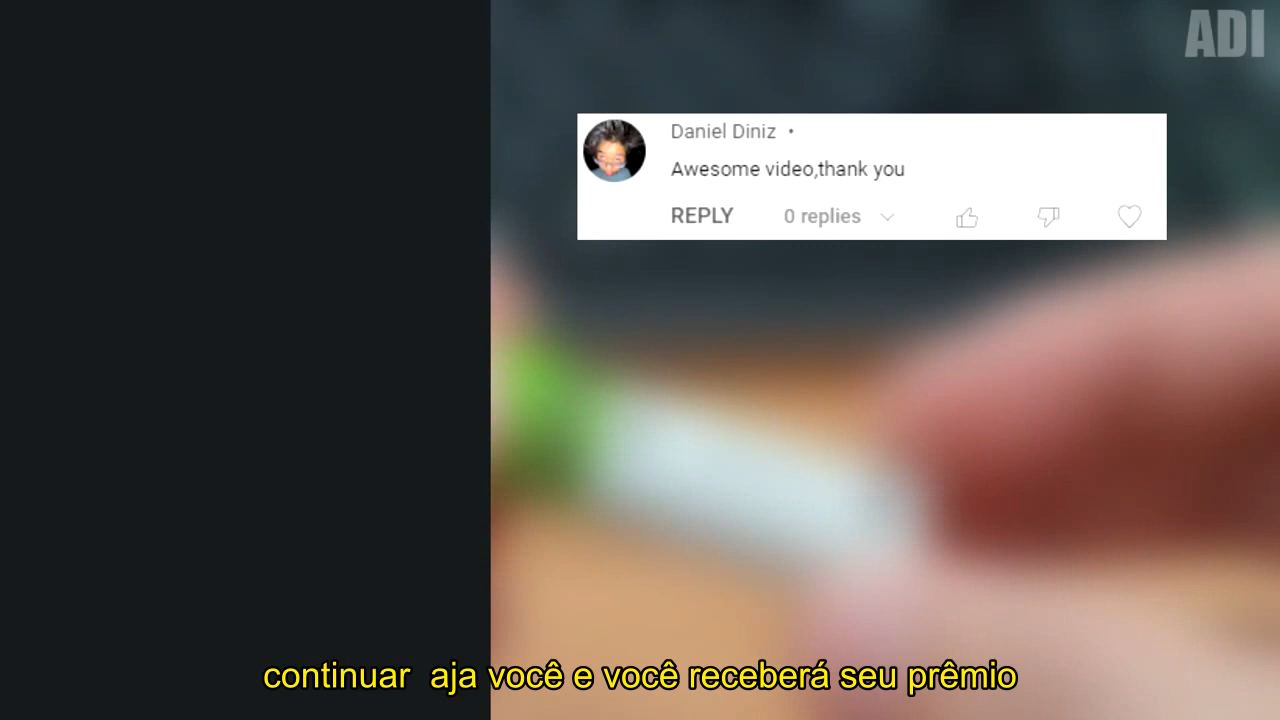 ADI
Daniel Diniz •
Awesome video,thank you
REPLY 0 replies
continuar aja você e você receberá seu prêmio